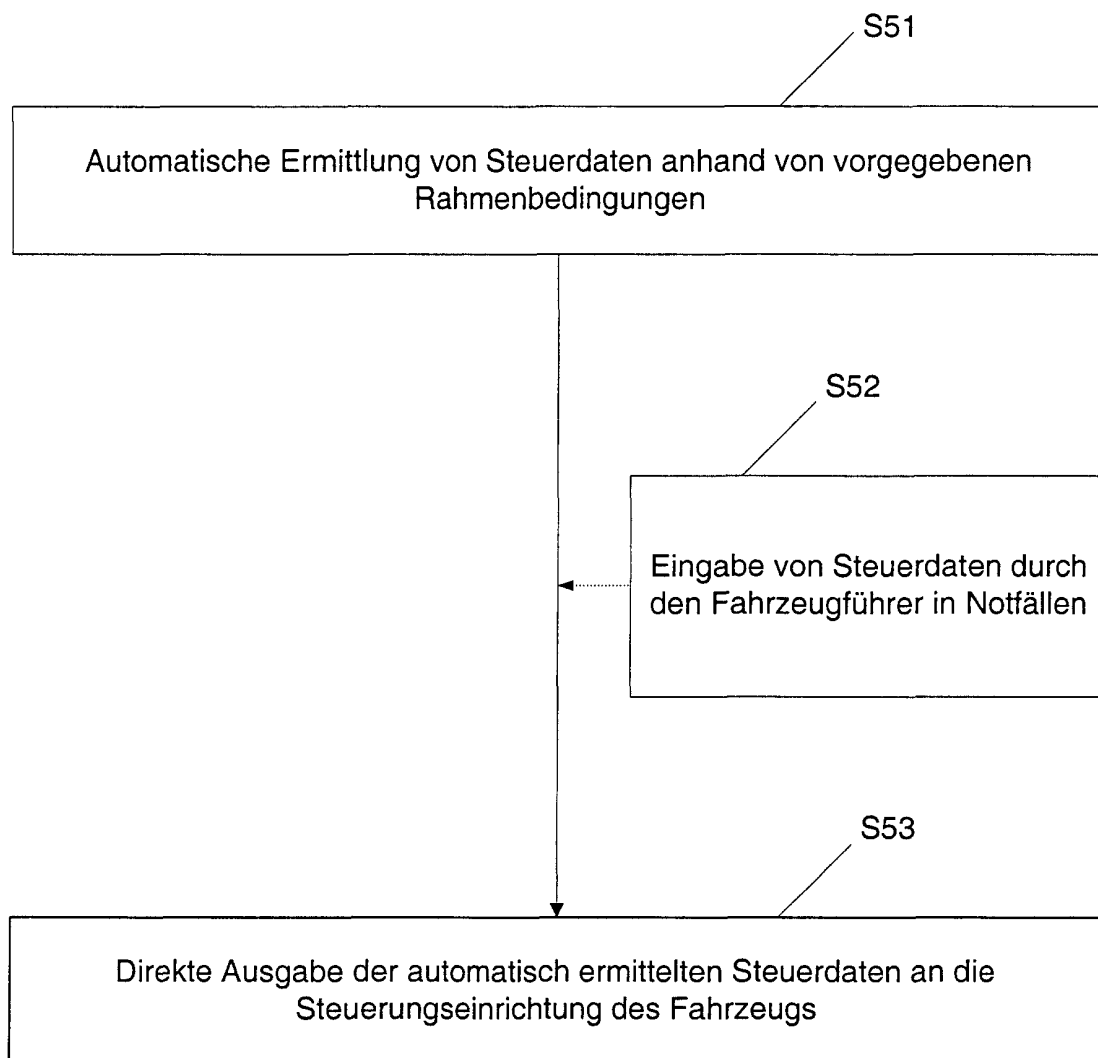 S51
Automatische Ermittlung von Steuerdaten anhand von vorgegebenen
Rahmenbedingungen
S52
Eingabe von Steuerdaten durch
den Fahrzeugführer in Notfällen
S53
Direkte Ausgabe der automatisch ermittelten Steuerdaten an die
Steuerungseinrichtung des Fahrzeugs